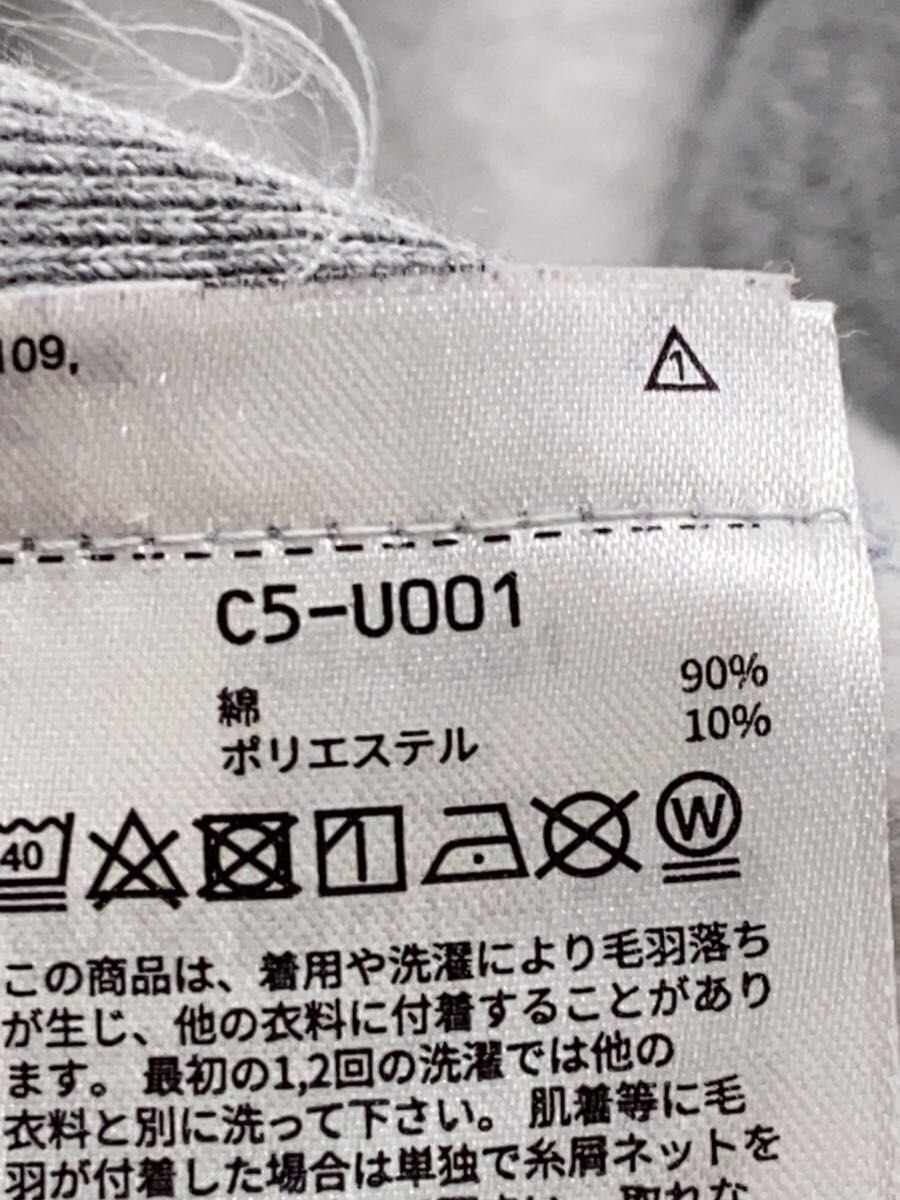 109,
1
C5-U001
綿 90%
ポリエステル 10%
40 W
この商品は、着用や洗濯により毛羽落ち
が生じ、他の衣料に付着することがあり
ます。最初の1,2回の洗濯では他の
衣料と別に洗って下さい。肌着等に毛
羽が付着した場合は単独で糸屑ネットを
取れな